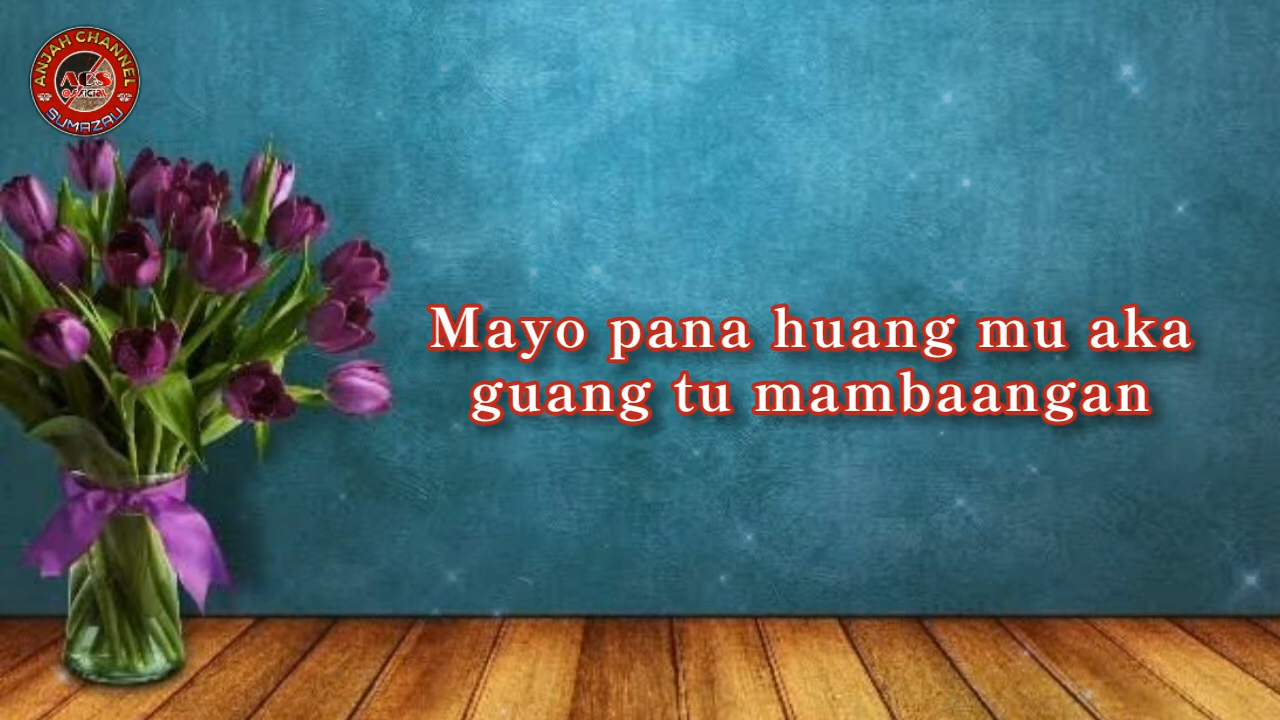 ANJAH CHANNEL
ACS
OFFICIAL
SUMAZAU
Mayo pana huang mu aka
guang tu mambaangan